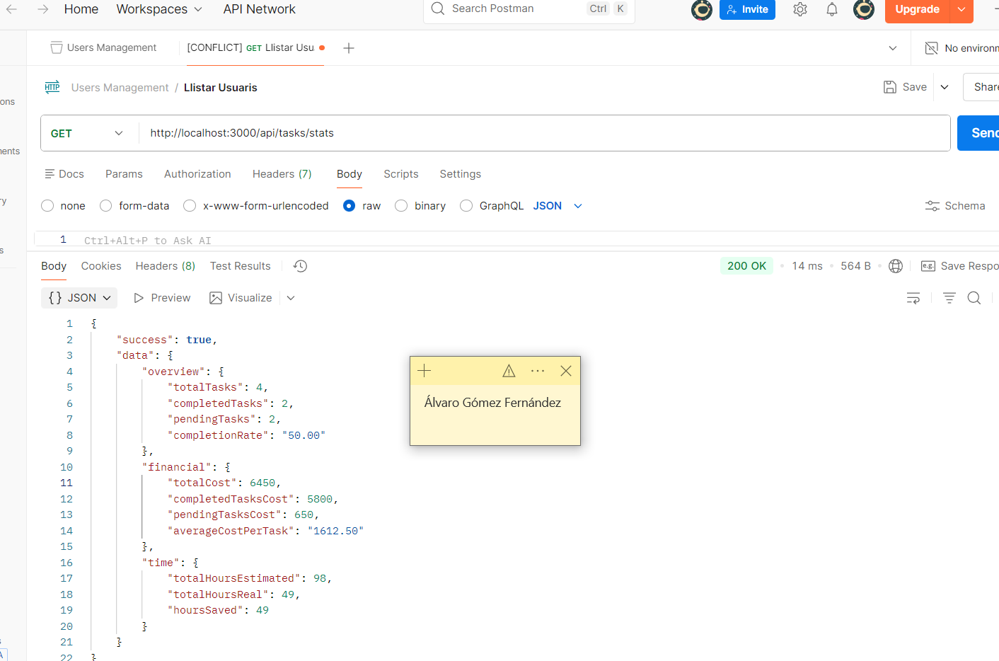 Home Workspaces API Network Search Postman Ctrl K Invite Upgrade
Users Management [CONFLICT] GET Llistar Usu No environm
HTTP Users Management / Llistar Usuaris Save Share
GET http://localhost:3000/api/tasks/stats Send
Docs Params Authorization Headers (7) Body Scripts Settings
none form-data x-www-form-urlencoded raw binary GraphQL JSON Schema
1 Ctrl+Alt+P to Ask AI
Body Cookies Headers (8) Test Results 200 OK • 14 ms • 564 B • e.g. Save Respo
{} JSON Preview Visualize
1 {
2 "success": true,
3 "data": {
4 "overview": {
5 "totalTasks": 4,
6 "completedTasks": 2,
7 "pendingTasks": 2,
8 "completionRate": "50.00"
9 },
10 "financial": {
11 "totalCost": 6450,
12 "completedTasksCost": 5800,
13 "pendingTasksCost": 650,
14 "averageCostPerTask": "1612.50"
15 },
16 "time": {
17 "totalHoursEstimated": 98,
18 "totalHoursReal": 49,
19 "hoursSaved": 49
20 }
21 }
22 }
Álvaro Gómez Fernández
ons
nents
ry
s